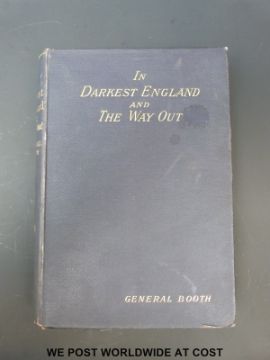 IN
DARKEST ENGLAND
AND
THE WAY OUT
GENERAL BOOTH
WE POST WORLDWIDE AT COST